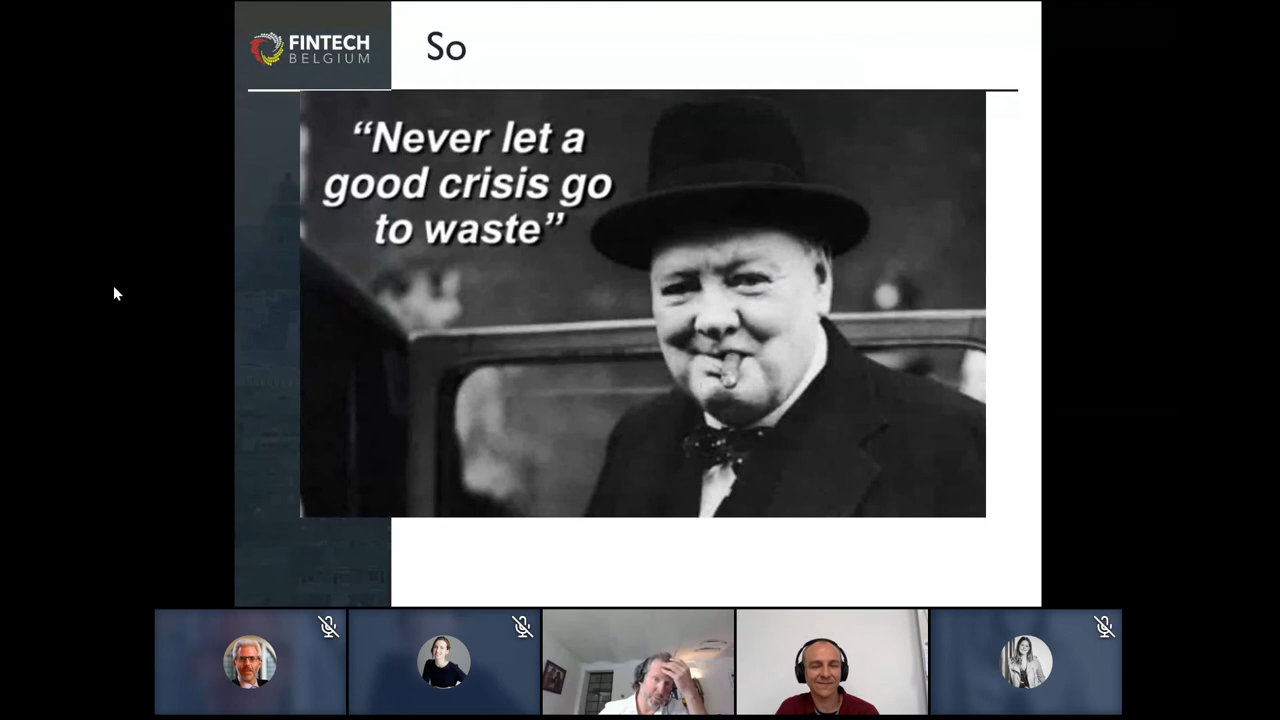 FINTECH
BELGIUM
So
“Never let a
good crisis go
to waste”